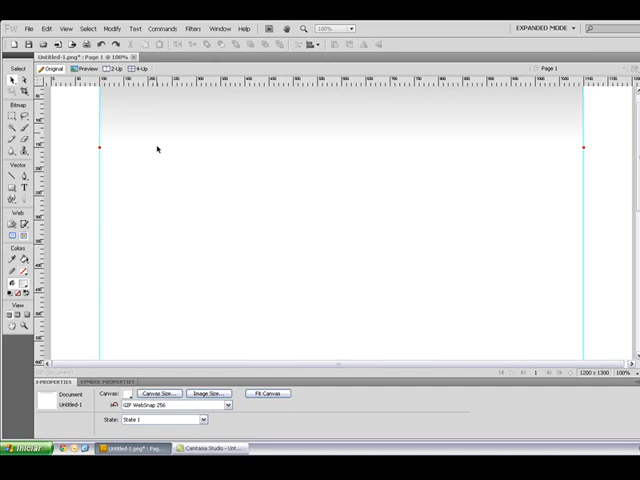 Fw File Edit View Select Modify Text Commands Filters Window Help 100% EXPANDED MODE
Untitled-1.png* : Page 1 @ 100%
Select Original Preview 2-Up 4-Up Page 1
Bitmap
Vector
Web
Colors
View
1 1200 x 1300 100%
PROPERTIES SYMBOL PROPERTIES
Document Canvas: Canvas Size... Image Size... Fit Canvas
Untitled-1 GIF WebSnap 256
State: State 1
Iniciar Untitled-1.png* : Pag... Camtasia Studio - Unt...